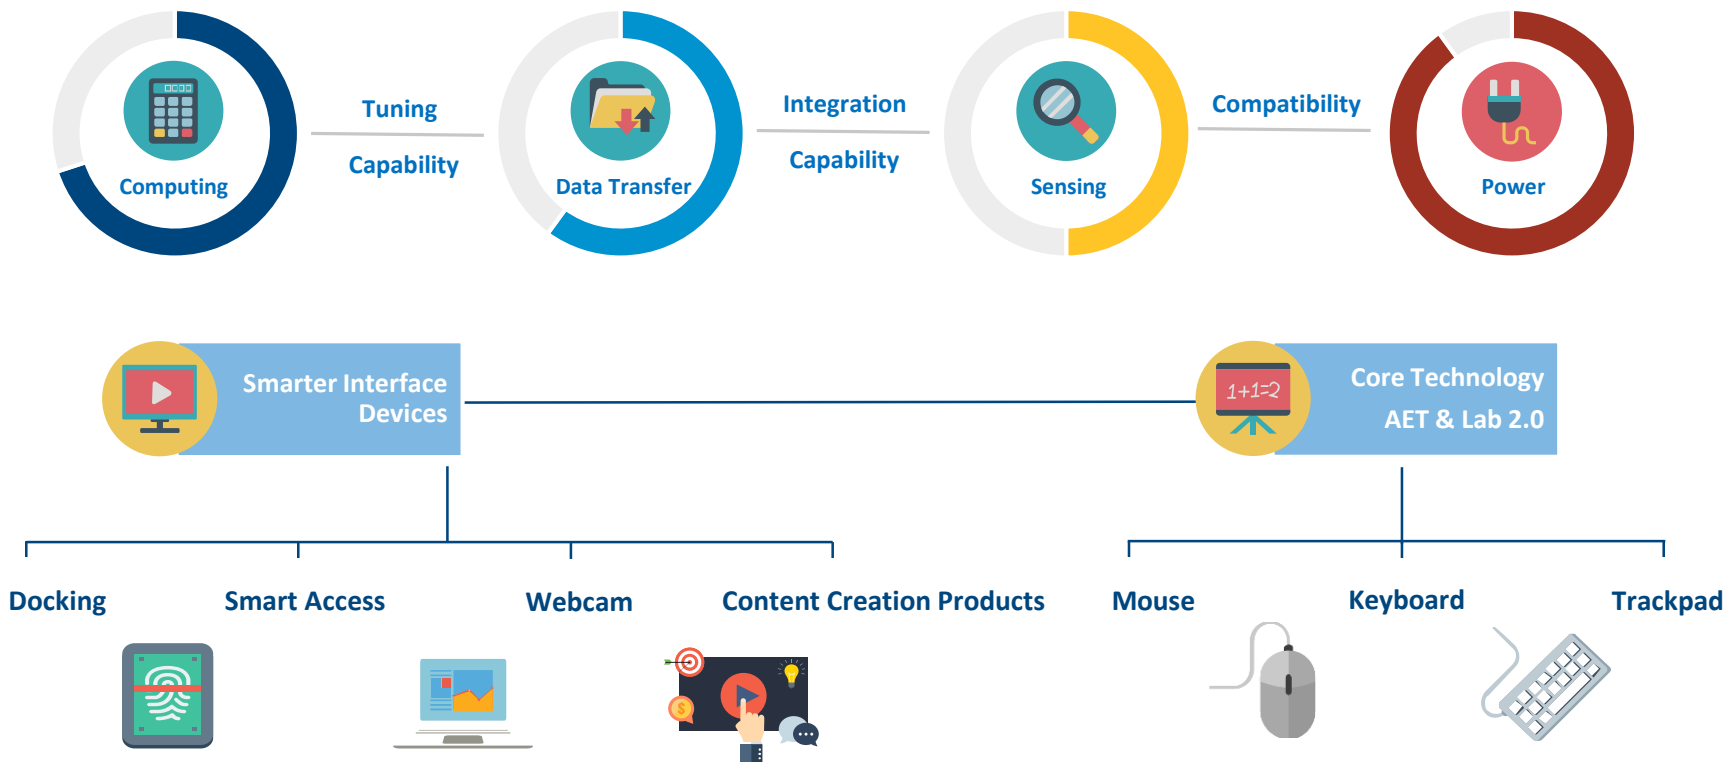 Computing
Tuning
Capability
Data Transfer
Integration
Capability
Sensing
Compatibility
Power
Smarter Interface
Devices
1+1=2
Core Technology
AET & Lab 2.0
Docking
Smart Access
Webcam
Content Creation Products
Mouse
Keyboard
Trackpad
$